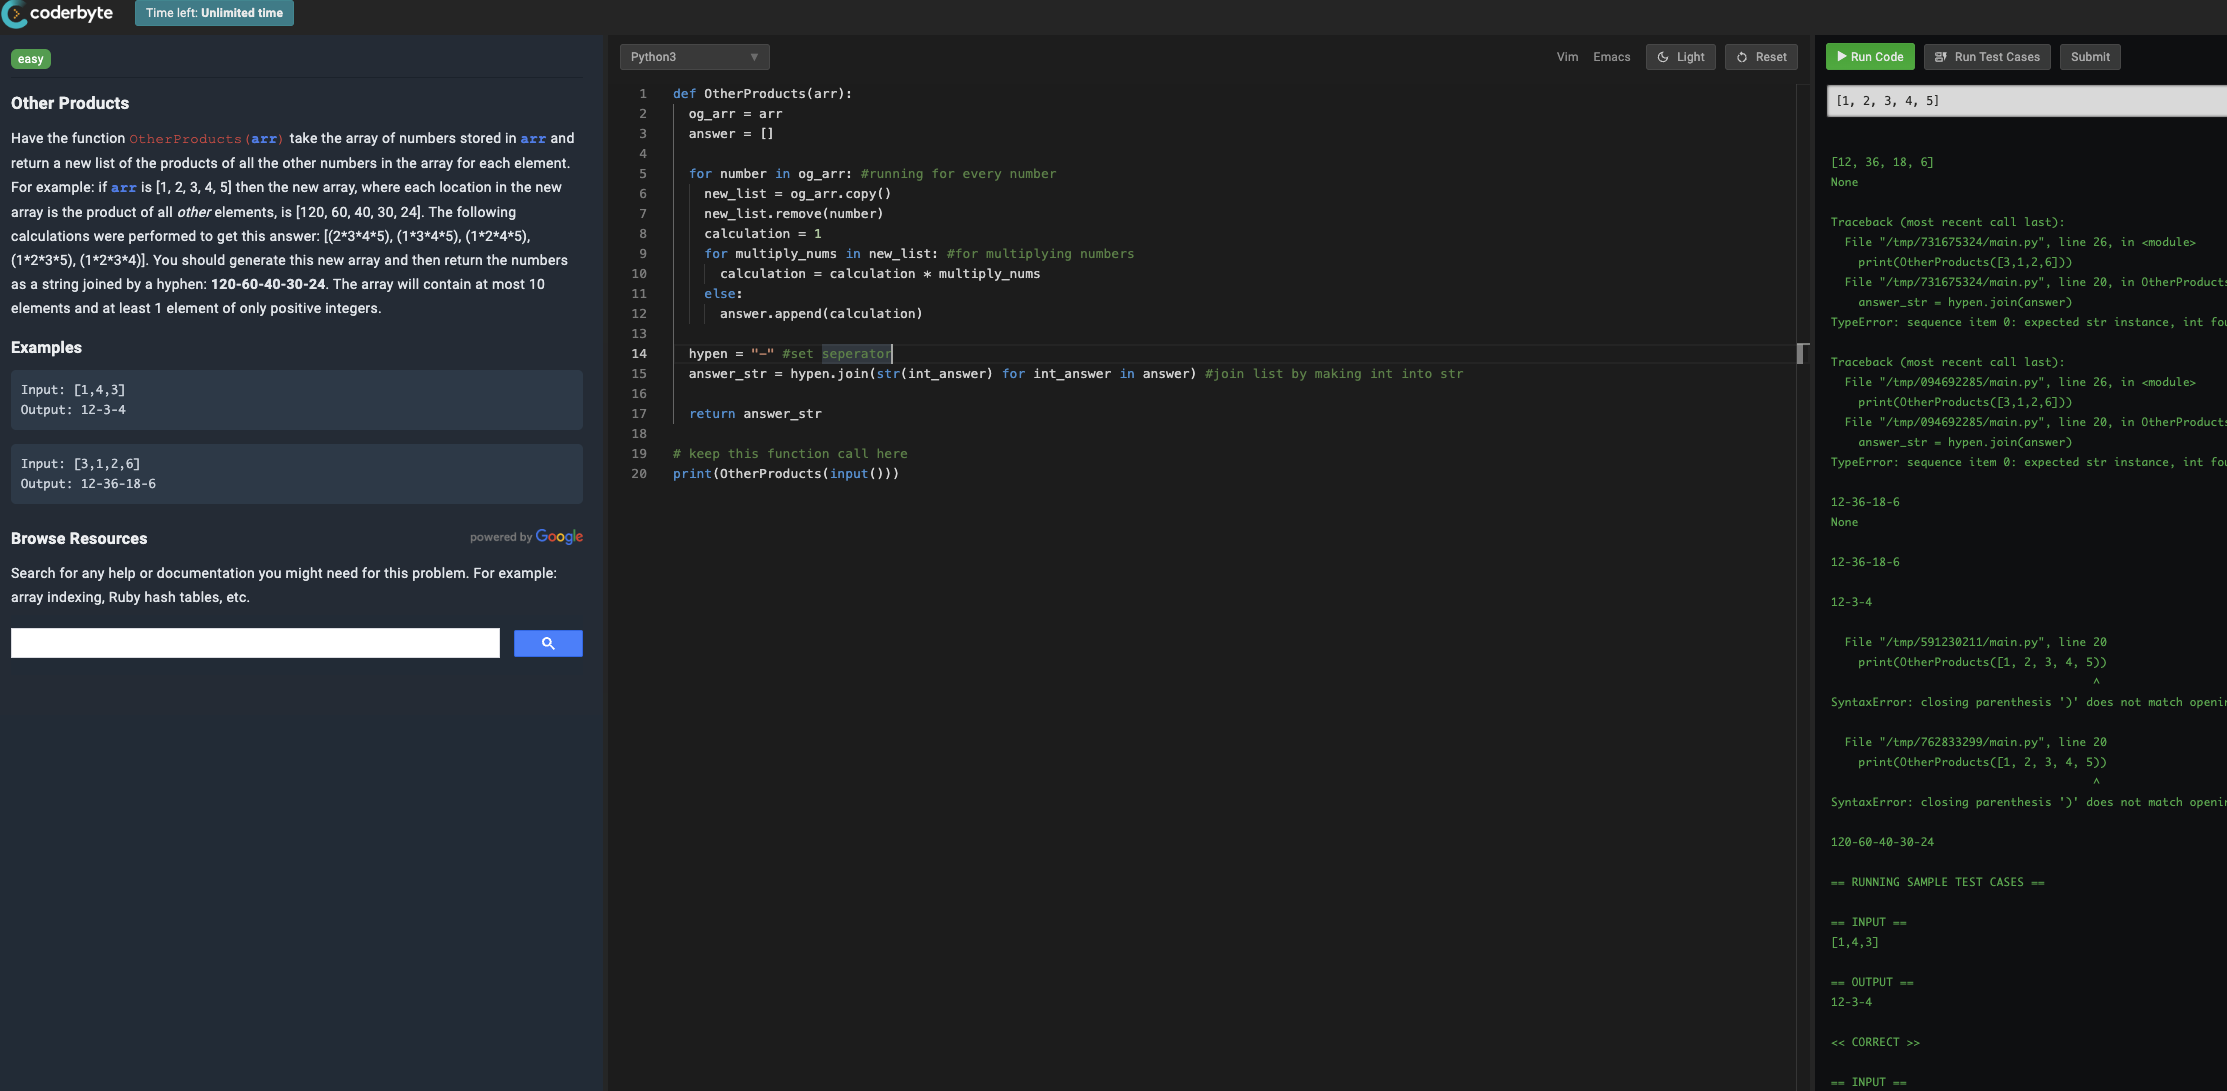 coderbyte
Time left: Unlimited time
easy
Other Products
Have the function OtherProducts(arr) take the array of numbers stored in arr and
return a new list of the products of all the other numbers in the array for each element.
For example: if arr is [1, 2, 3, 4, 5] then the new array, where each location in the new
array is the product of all other elements, is [120, 60, 40, 30, 24]. The following
calculations were performed to get this answer: [(2*3*4*5), (1*3*4*5), (1*2*4*5),
(1*2*3*5), (1*2*3*4)]. You should generate this new array and then return the numbers
as a string joined by a hyphen: 120-60-40-30-24. The array will contain at most 10
elements and at least 1 element of only positive integers.
Examples
Input: [1,4,3]
Output: 12-3-4
Input: [3,1,2,6]
Output: 12-36-18-6
Browse Resources
powered by Google
Search for any help or documentation you might need for this problem. For example:
array indexing, Ruby hash tables, etc.
Python3
Vim
Emacs
Light
Reset
1 def OtherProducts(arr):
2 og_arr = arr
3 answer = []
4
5 for number in og_arr: #running for every number
6 new_list = og_arr.copy()
7 new_list.remove(number)
8 calculation = 1
9 for multiply_nums in new_list: #for multiplying numbers
10 calculation = calculation * multiply_nums
11 else:
12 answer.append(calculation)
13
14 hypen = "-" #set seperator
15 answer_str = hypen.join(str(int_answer) for int_answer in answer) #join list by making int into str
16
17 return answer_str
18
19 # keep this function call here
20 print(OtherProducts(input()))
Run Code
Run Test Cases
Submit
[1, 2, 3, 4, 5]
[12, 36, 18, 6]
None
Traceback (most recent call last):
File "/tmp/731675324/main.py", line 26, in <module>
print(OtherProducts([3,1,2,6]))
File "/tmp/731675324/main.py", line 20, in OtherProducts
answer_str = hypen.join(answer)
TypeError: sequence item 0: expected str instance, int fou
Traceback (most recent call last):
File "/tmp/094692285/main.py", line 26, in <module>
print(OtherProducts([3,1,2,6]))
File "/tmp/094692285/main.py", line 20, in OtherProducts
answer_str = hypen.join(answer)
TypeError: sequence item 0: expected str instance, int fou
12-36-18-6
None
12-36-18-6
12-3-4
File "/tmp/591230211/main.py", line 20
print(OtherProducts([1, 2, 3, 4, 5))
^
SyntaxError: closing parenthesis ')' does not match openin
File "/tmp/762833299/main.py", line 20
print(OtherProducts([1, 2, 3, 4, 5))
^
SyntaxError: closing parenthesis ')' does not match openin
120-60-40-30-24
== RUNNING SAMPLE TEST CASES ==
== INPUT ==
[1,4,3]
== OUTPUT ==
12-3-4
<< CORRECT >>
== INPUT ==